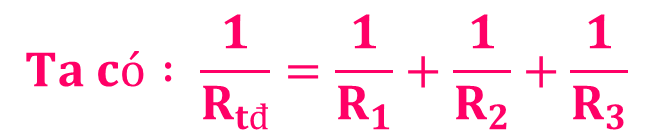 Ta có : 1/R_tđ = 1/R_1 + 1/R_2 + 1/R_3